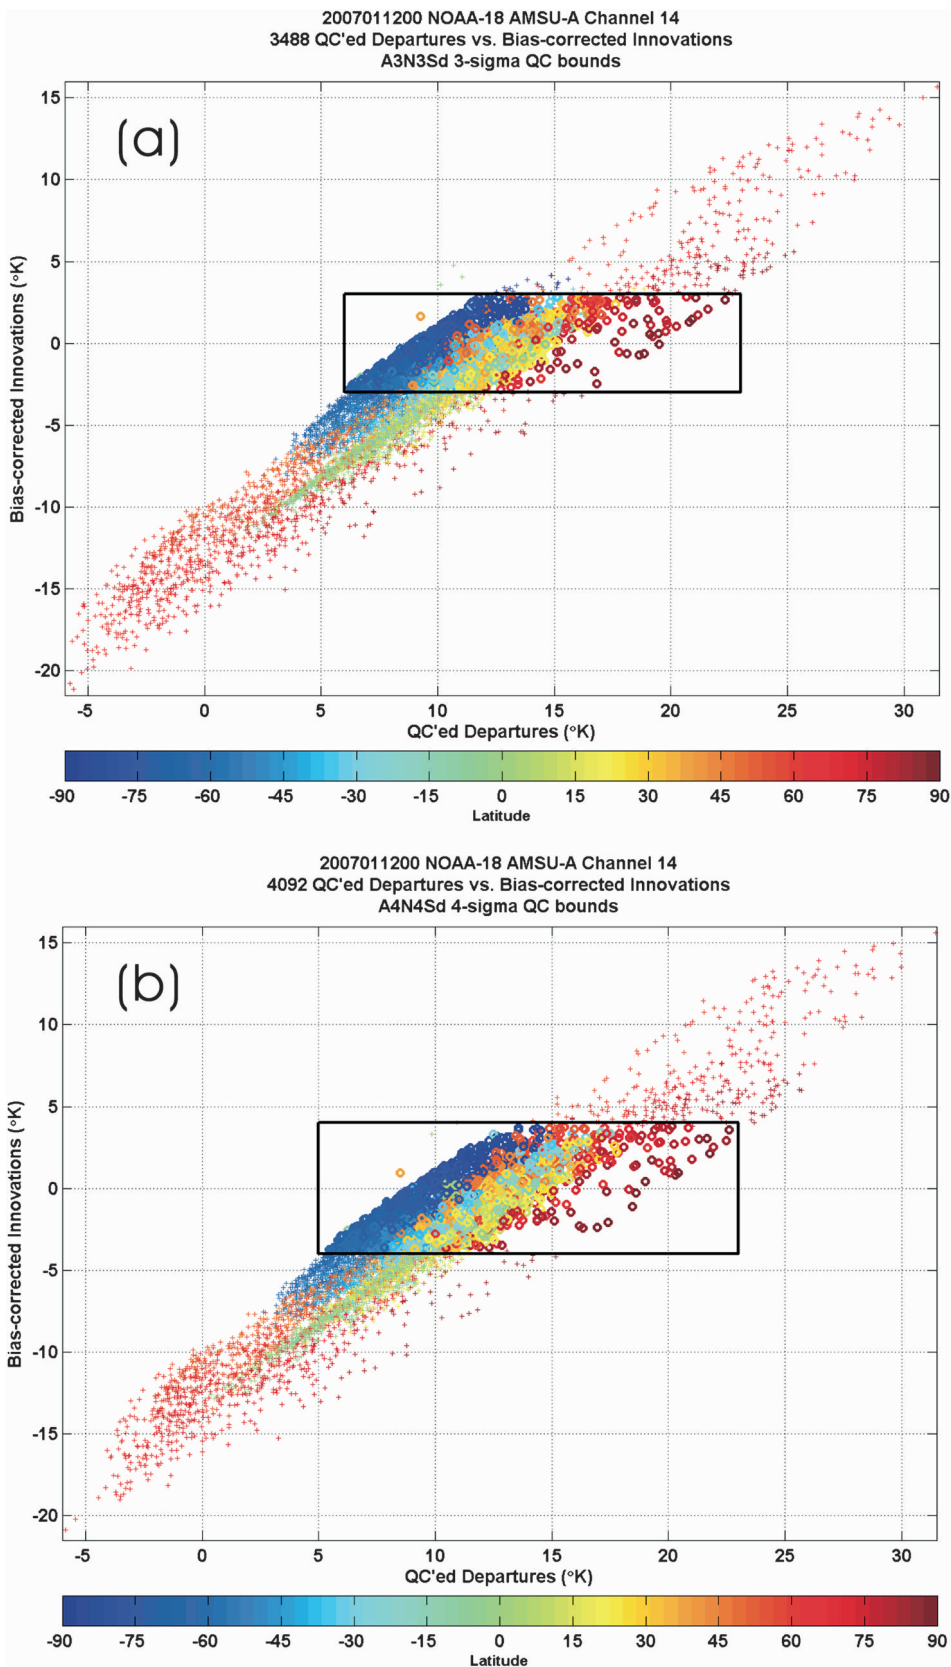 2007011200 NOAA-18 AMSU-A Channel 14
3488 QC'ed Departures vs. Bias-corrected Innovations
A3N3Sd 3-sigma QC bounds
(a)
15
10
5
0
-5
-10
-15
-20
Bias-corrected Innovations (°K)
-5 0 5 10 15 20 25 30
QC'ed Departures (°K)
-90 -75 -60 -45 -30 -15 0 15 30 45 60 75 90
Latitude
2007011200 NOAA-18 AMSU-A Channel 14
4092 QC'ed Departures vs. Bias-corrected Innovations
A4N4Sd 4-sigma QC bounds
(b)
15
10
5
0
-5
-10
-15
-20
Bias-corrected Innovations (°K)
-5 0 5 10 15 20 25 30
QC'ed Departures (°K)
-90 -75 -60 -45 -30 -15 0 15 30 45 60 75 90
Latitude